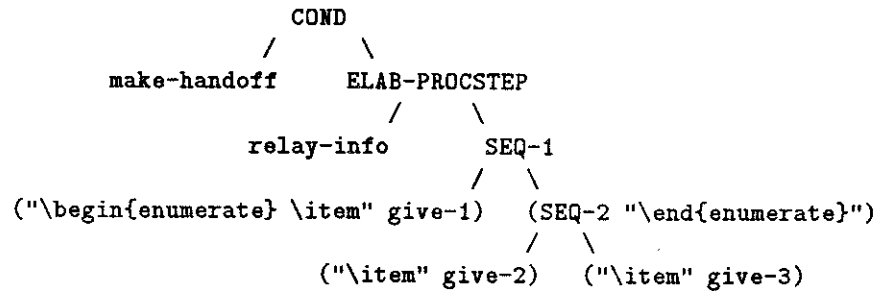 COND
/ \
make-handoff ELAB-PROCSTEP
/ \
relay-info SEQ-1
/ \
("\begin{enumerate} \item" give-1) (SEQ-2 "\end{enumerate}")
/ \
("\item" give-2) ("\item" give-3)